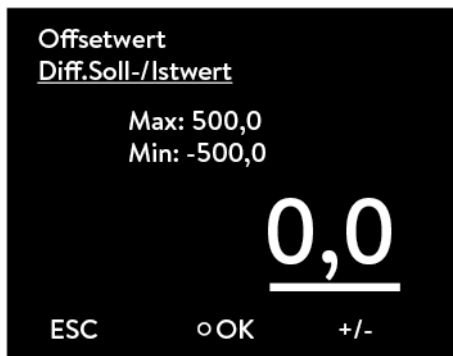 Offsetwert
Diff.Soll-/Istwert
Max: 500,0
Min: -500,0
0,0
ESC OK +/-